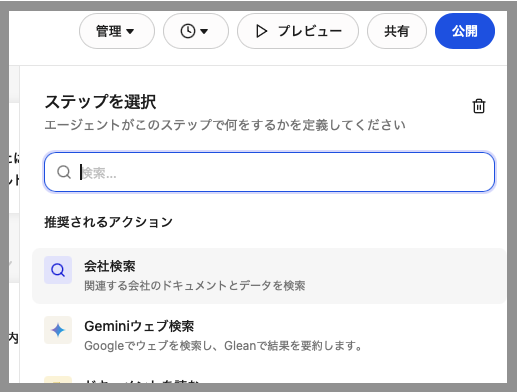 管理
プレビュー
共有
公開
ステップを選択
エージェントがこのステップで何をするかを定義してください
検索...
推奨されるアクション
会社検索
関連する会社のドキュメントとデータを検索
Geminiウェブ検索
Googleでウェブを検索し、Gleanで結果を要約します。